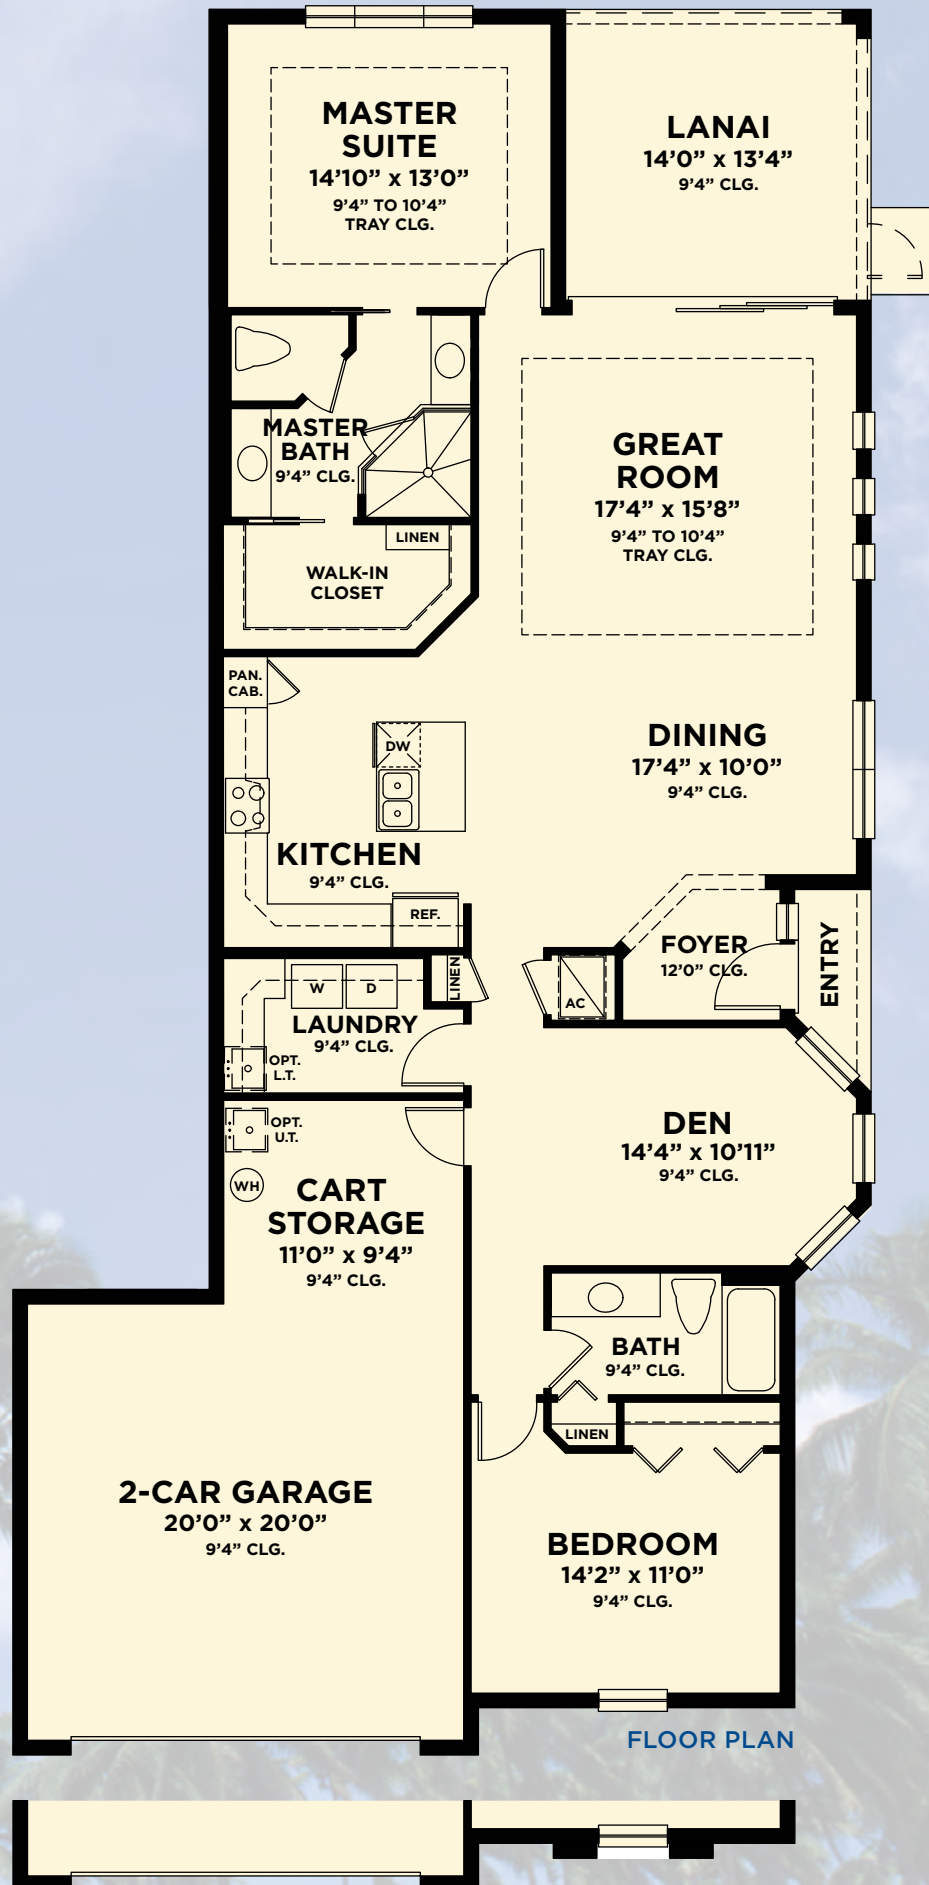 MASTER
SUITE
14'10" x 13'0"
9'4" TO 10'4"
TRAY CLG.
LANAI
14'0" x 13'4"
9'4" CLG.
MASTER
BATH
9'4" CLG.
GREAT
ROOM
17'4" x 15'8"
9'4" TO 10'4"
TRAY CLG.
LINEN
WALK-IN
CLOSET
PAN.
CAB.
DW
DINING
17'4" x 10'0"
9'4" CLG.
KITCHEN
9'4" CLG.
REF.
FOYER
12'0" CLG.
ENTRY
LINEN
W
D
AC
LAUNDRY
9'4" CLG.
OPT.
L.T.
OPT.
U.T.
WH
DEN
14'4" x 10'11"
9'4" CLG.
CART
STORAGE
11'0" x 9'4"
9'4" CLG.
BATH
9'4" CLG.
LINEN
2-CAR GARAGE
20'0" x 20'0"
9'4" CLG.
BEDROOM
14'2" x 11'0"
9'4" CLG.
FLOOR PLAN